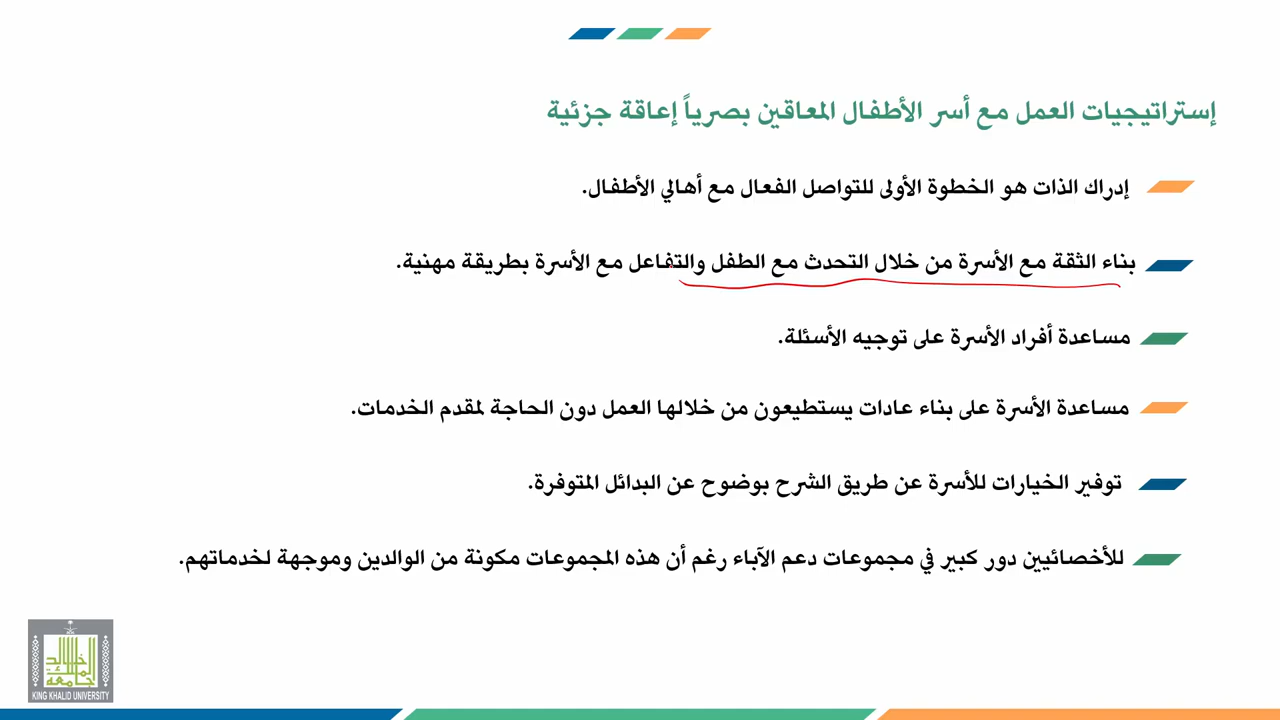 إستراتيجيات العمل مع أسر الأطفال المعاقين بصرياً إعاقة جزئية
إدراك الذات هو الخطوة الأولى للتواصل الفعال مع أهالي الأطفال.
بناء الثقة مع الأسرة من خلال التحدث مع الطفل والتفاعل مع الأسرة بطريقة مهنية.
مساعدة أفراد الأسرة على توجيه الأسئلة.
مساعدة الأسرة على بناء عادات يستطيعون من خلالها العمل دون الحاجة لمقدم الخدمات.
توفير الخيارات للأسرة عن طريق الشرح بوضوح عن البدائل المتوفرة.
للأخصائيين دور كبير في مجموعات دعم الآباء رغم أن هذه المجموعات مكونة من الوالدين وموجهة لخدماتهم.
جامعة الملك خالد
KING KHALID UNIVERSITY